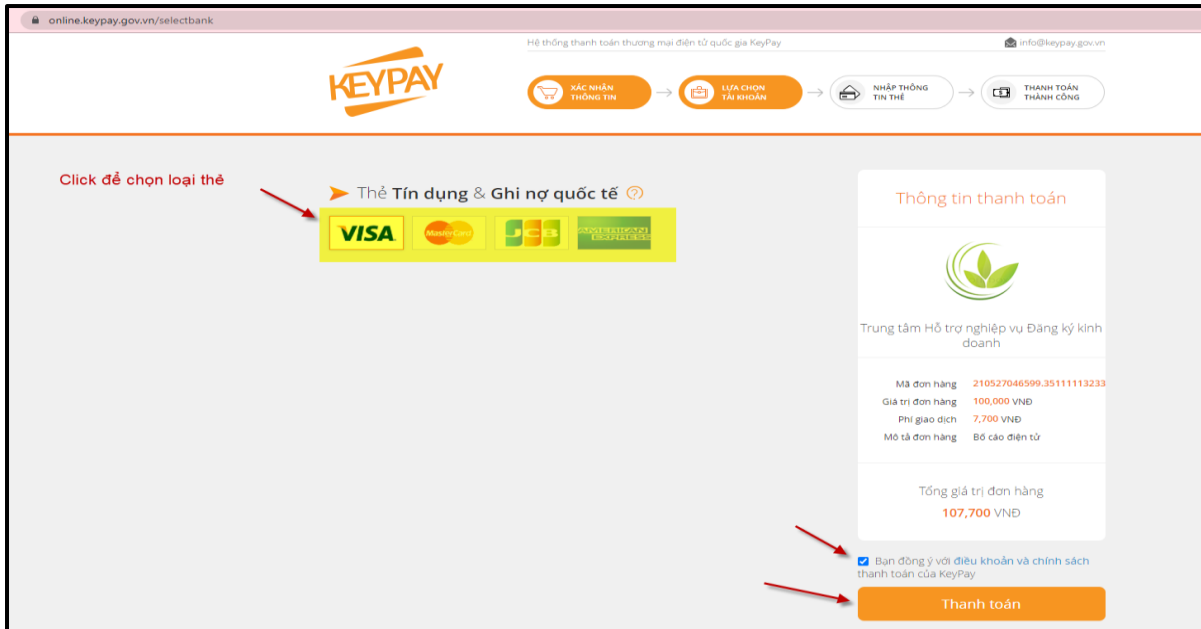 online.keypay.gov.vn/selectbank
Hệ thống thanh toán thương mại điện tử quốc gia KeyPay
info@keypay.gov.vn
KEYPAY
XÁC NHẬN
THÔNG TIN
LỰA CHỌN
TÀI KHOẢN
NHẬP THÔNG
TIN THẺ
THANH TOÁN
THÀNH CÔNG
Click để chọn loại thẻ
Thẻ Tín dụng & Ghi nợ quốc tế ?
VISA
MasterCard
JCB
AMERICAN
EXPRESS
Thông tin thanh toán
Trung tâm Hỗ trợ nghiệp vụ Đăng ký kinh
doanh
Mã đơn hàng 210527046599.35111113233
Giá trị đơn hàng 100,000 VNĐ
Phí giao dịch 7,700 VNĐ
Mô tả đơn hàng Bố cáo điện tử
Tổng giá trị đơn hàng
107,700 VNĐ
Bạn đồng ý với điều khoản và chính sách
thanh toán của KeyPay
Thanh toán